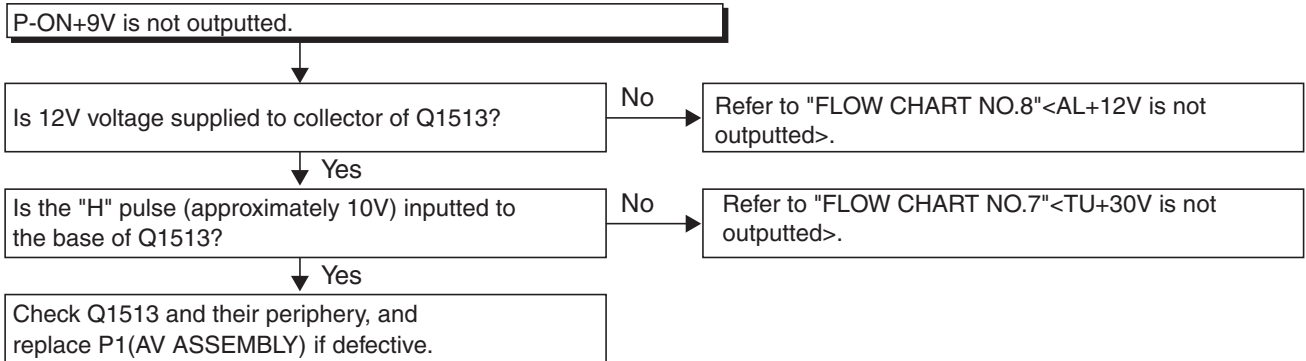 P-ON+9V is not outputted.
Is 12V voltage supplied to collector of Q1513?
No
Refer to "FLOW CHART NO.8"<AL+12V is not
outputted>.
Yes
Is the "H" pulse (approximately 10V) inputted to
the base of Q1513?
No
Refer to "FLOW CHART NO.7"<TU+30V is not
outputted>.
Yes
Check Q1513 and their periphery, and
replace P1(AV ASSEMBLY) if defective.